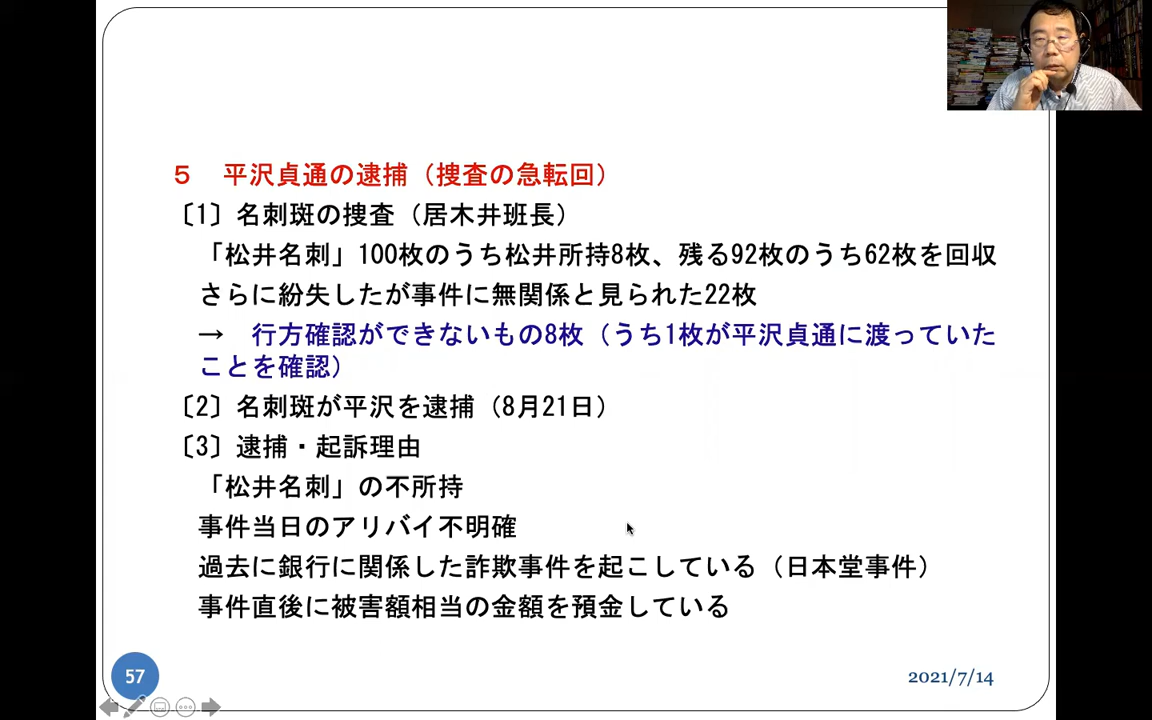 ５　平沢貞通の逮捕（捜査の急転回）
〔1〕名刺斑の捜査（居木井班長）
「松井名刺」100枚のうち松井所持8枚、残る92枚のうち62枚を回収
さらに紛失したが事件に無関係と見られた22枚
→　行方確認ができないもの8枚（うち1枚が平沢貞通に渡っていた
ことを確認）
〔2〕名刺斑が平沢を逮捕（8月21日）
〔3〕逮捕・起訴理由
「松井名刺」の不所持
事件当日のアリバイ不明確
過去に銀行に関係した詐欺事件を起こしている（日本堂事件）
事件直後に被害額相当の金額を預金している
57
2021/7/14